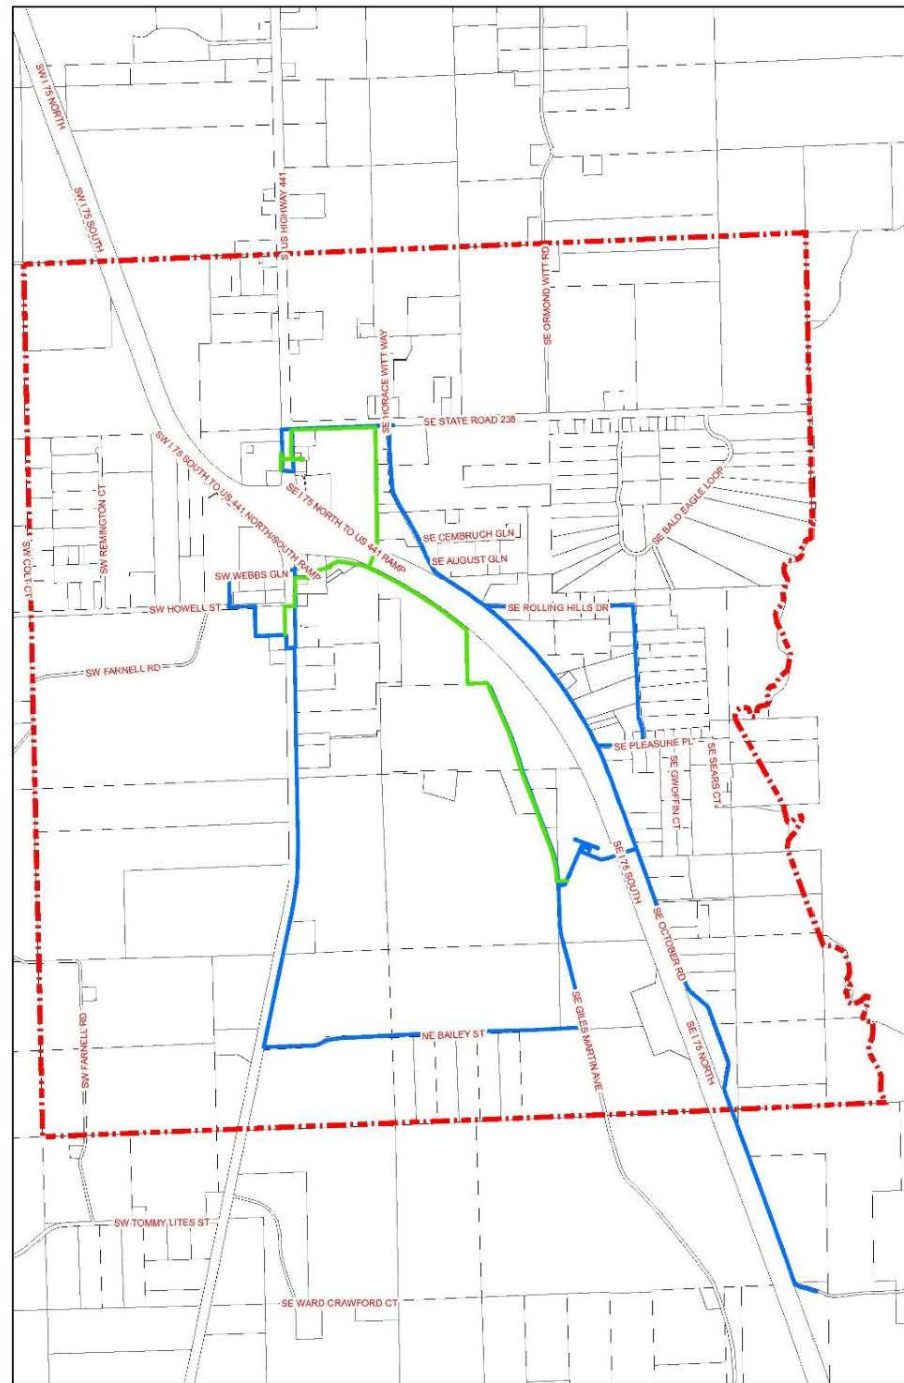 SW I 75 NORTH
SW I 75 SOUTH
S US HIGHWAY 441
SE ORMOND WITT RD
SE HORACE WITT WAY
SE STATE ROAD 238
SW I 75 SOUTH TO US 441 NORTH/SOUTH RAMP
SE I 75 NORTH TO US 441 RAMP
SE BALD EAGLE LOOP
SW REMINGTON CT
SW COLT CT
SE CEMBRUCH GLN
SE AUGUST GLN
SW WEBBS GLN
SW HOWELL ST
SE ROLLING HILLS DR
SW FARNELL RD
SE PLEASURE PL
SE GWOFFIN CT
SE SEARS CT
SE I 75 SOUTH
SE OCTOBER RD
SE GILES MARTIN AVE
SE I 75 NORTH
NE BAILEY ST
SW FARNELL RD
SW TOMMY LITES ST
SE WARD CRAWFORD CT